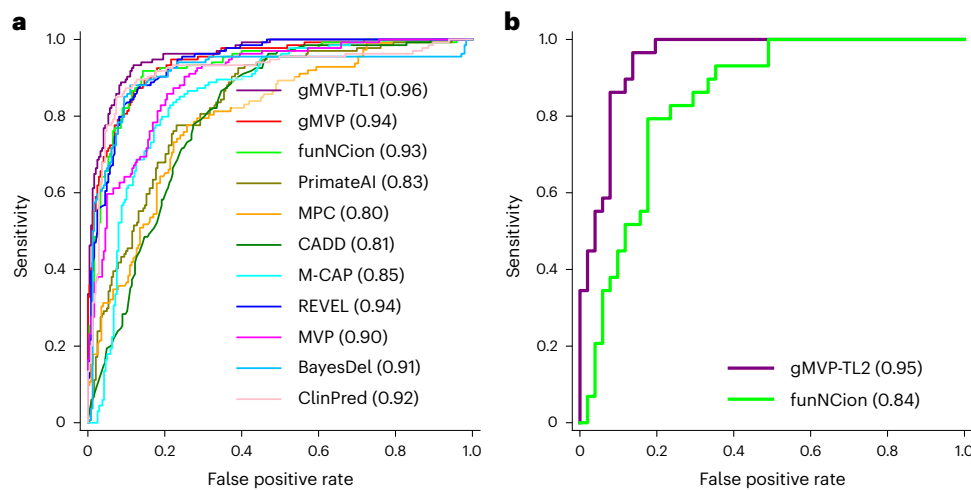 a
1.0
0.8
0.6
0.4
0.2
0
Sensitivity
gMVP-TL1 (0.96)
gMVP (0.94)
funNCion (0.93)
PrimateAI (0.83)
MPC (0.80)
CADD (0.81)
M-CAP (0.85)
REVEL (0.94)
MVP (0.90)
BayesDel (0.91)
ClinPred (0.92)
0 0.2 0.4 0.6 0.8 1.0
False positive rate
b
1.0
0.8
0.6
0.4
0.2
0
Sensitivity
gMVP-TL2 (0.95)
funNCion (0.84)
0 0.2 0.4 0.6 0.8 1.0
False positive rate